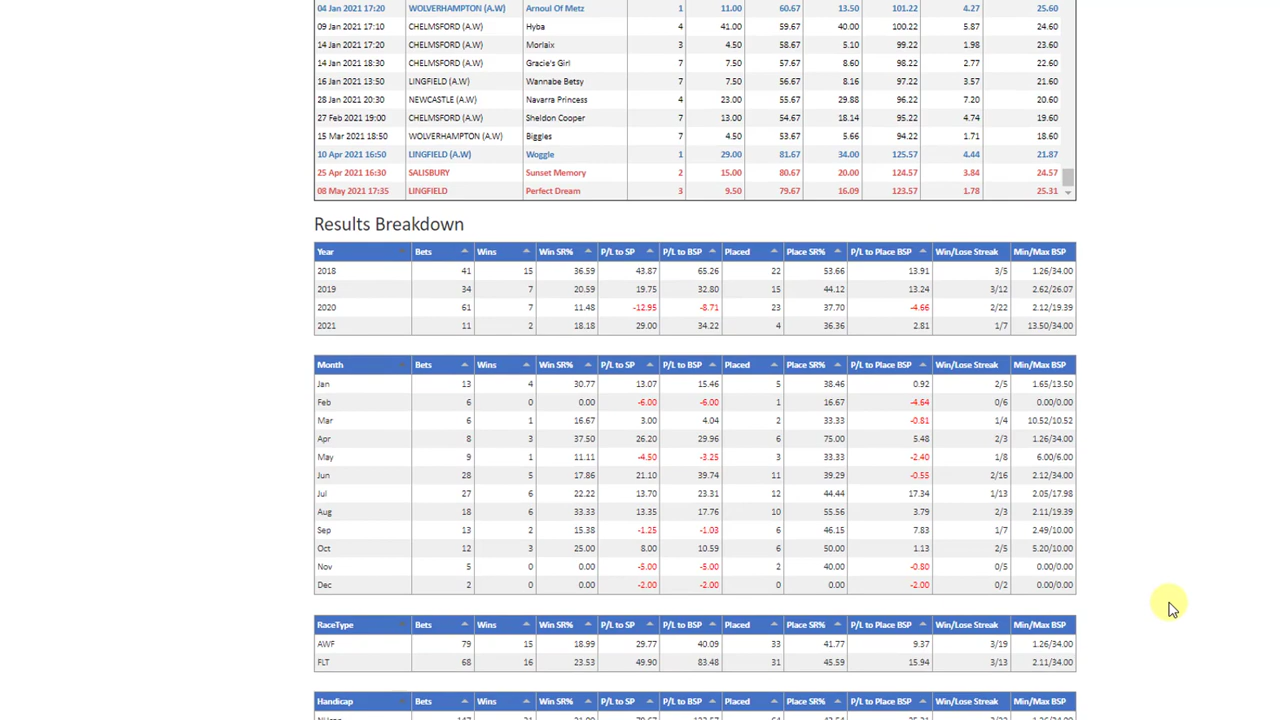 04 Jan 2021 17:20 WOLVERHAMPTON (A.W) Arnoul Of Metz 1 11.00 60.67 13.50 101.22 4.27 25.60
09 Jan 2021 17:10 CHELMSFORD (A.W) Hyba 4 41.00 59.67 40.00 100.22 5.87 24.60
14 Jan 2021 17:20 CHELMSFORD (A.W) Morlaix 3 4.50 58.67 5.10 99.22 1.98 23.60
14 Jan 2021 18:30 CHELMSFORD (A.W) Gracie's Girl 7 7.50 57.67 8.60 98.22 2.77 22.60
16 Jan 2021 13:50 LINGFIELD (A.W) Wannabe Betsy 7 7.50 56.67 8.16 97.22 3.57 21.60
28 Jan 2021 20:30 NEWCASTLE (A.W) Navarra Princess 4 23.00 55.67 29.88 96.22 7.20 20.60
27 Feb 2021 19:00 CHELMSFORD (A.W) Sheldon Cooper 7 13.00 54.67 18.14 95.22 4.74 19.60
15 Mar 2021 18:50 WOLVERHAMPTON (A.W) Biggles 7 4.50 53.67 5.66 94.22 1.71 18.60
10 Apr 2021 16:50 LINGFIELD (A.W) Woggle 1 29.00 81.67 34.00 125.57 4.44 21.87
25 Apr 2021 16:30 SALISBURY Sunset Memory 2 15.00 80.67 20.00 124.57 3.84 24.57
08 May 2021 17:35 LINGFIELD Perfect Dream 3 9.50 79.67 16.09 123.57 1.78 25.31
Results Breakdown
Year Bets Wins Win SR% P/L to SP P/L to BSP Placed Place SR% P/L to Place BSP Win/Lose Streak Min/Max BSP
2018 41 15 36.59 43.87 65.26 22 53.66 13.91 3/5 1.26/34.00
2019 34 7 20.59 19.75 32.80 15 44.12 13.24 3/12 2.62/26.07
2020 61 7 11.48 -12.95 -8.71 23 37.70 -4.66 2/22 2.12/19.39
2021 11 2 18.18 29.00 34.22 4 36.36 2.81 1/7 13.50/34.00
Month Bets Wins Win SR% P/L to SP P/L to BSP Placed Place SR% P/L to Place BSP Win/Lose Streak Min/Max BSP
Jan 13 4 30.77 13.07 15.46 5 38.46 0.92 2/5 1.65/13.50
Feb 6 0 0.00 -6.00 -6.00 1 16.67 -4.64 0/6 0.00/0.00
Mar 6 1 16.67 3.00 4.04 2 33.33 -0.81 1/4 10.52/10.52
Apr 8 3 37.50 26.20 29.96 6 75.00 5.48 2/3 1.26/34.00
May 9 1 11.11 -4.50 -3.25 3 33.33 -2.40 1/8 6.00/6.00
Jun 28 5 17.86 21.10 39.74 11 39.29 -0.55 2/16 2.12/34.00
Jul 27 6 22.22 13.70 23.31 12 44.44 17.34 1/13 2.05/17.98
Aug 18 6 33.33 13.35 17.76 10 55.56 3.79 2/3 2.11/19.39
Sep 13 2 15.38 -1.25 -1.03 6 46.15 7.83 1/7 2.49/10.00
Oct 12 3 25.00 8.00 10.59 6 50.00 1.13 2/5 5.20/10.00
Nov 5 0 0.00 -5.00 -5.00 2 40.00 -0.80 0/5 0.00/0.00
Dec 2 0 0.00 -2.00 -2.00 0 0.00 -2.00 0/2 0.00/0.00
RaceType Bets Wins Win SR% P/L to SP P/L to BSP Placed Place SR% P/L to Place BSP Win/Lose Streak Min/Max BSP
AWF 79 15 18.99 29.77 40.09 33 41.77 9.37 3/19 1.26/34.00
FLT 68 16 23.53 49.90 83.48 31 45.59 15.94 3/13 2.11/34.00
Handicap Bets Wins Win SR% P/L to SP P/L to BSP Placed Place SR% P/L to Place BSP Win/Lose Streak Min/Max BSP